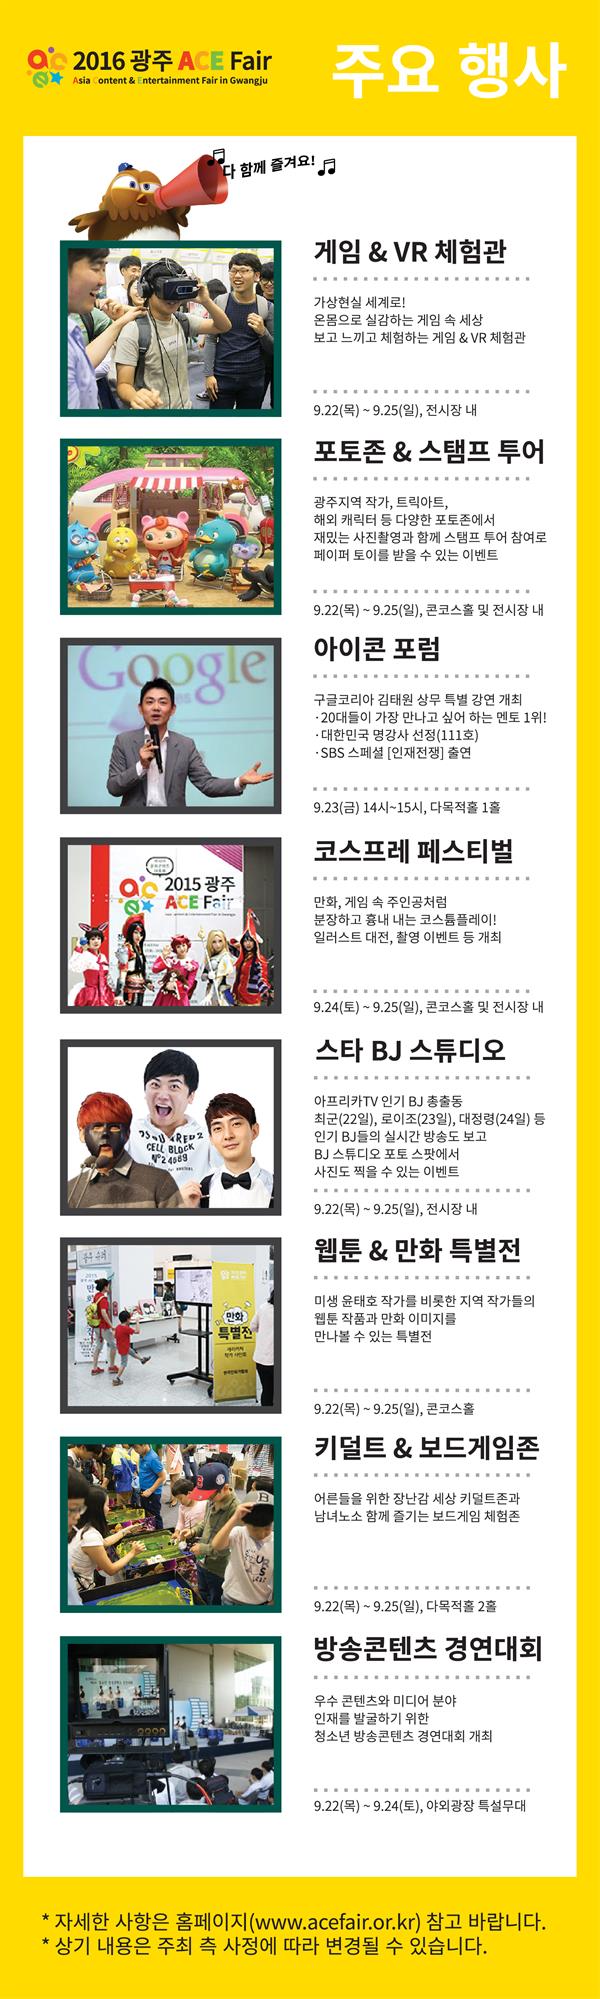 2016 광주 ACE Fair
Asia Content & Entertainment Fair in Gwangju
주요 행사
다 함께 즐겨요!
게임 & VR 체험관
가상현실 세계로!
온몸으로 실감하는 게임 속 세상
보고 느끼고 체험하는 게임 & VR 체험관
9.22(목) ~ 9.25(일), 전시장 내
포토존 & 스탬프 투어
광주지역 작가, 트릭아트,
해외 캐릭터 등 다양한 포토존에서
재밌는 사진촬영과 함께 스탬프 투어 참여로
페이퍼 토이를 받을 수 있는 이벤트
9.22(목) ~ 9.25(일), 콘코스홀 및 전시장 내
Google
아이콘 포럼
구글코리아 김태원 상무 특별 강연 개최
·20대들이 가장 만나고 싶어 하는 멘토 1위!
·대한민국 명강사 선정(111호)
·SBS 스페셜 [인재전쟁] 출연
9.23(금) 14시~15시, 다목적홀 1홀
2015 광주
ACE Fair
코스프레 페스티벌
만화, 게임 속 주인공처럼
분장하고 흉내 내는 코스튬플레이!
일러스트 대전, 촬영 이벤트 등 개최
9.24(토) ~ 9.25(일), 콘코스홀 및 전시장 내
CELL BLOCK
스타 BJ 스튜디오
아프리카TV 인기 BJ 총출동
최군(22일), 로이조(23일), 대정령(24일) 등
인기 BJ들의 실시간 방송도 보고
BJ 스튜디오 포토 스팟에서
사진도 찍을 수 있는 이벤트
9.22(목) ~ 9.25(일), 전시장 내
만화
특별전
웹툰 & 만화 특별전
미생 윤태호 작가를 비롯한 지역 작가들의
웹툰 작품과 만화 이미지를
만나볼 수 있는 특별전
9.22(목) ~ 9.25(일), 콘코스홀
키덜트 & 보드게임존
어른들을 위한 장난감 세상 키덜트존과
남녀노소 함께 즐기는 보드게임 체험존
9.22(목) ~ 9.25(일), 다목적홀 2홀
방송콘텐츠 경연대회
우수 콘텐츠와 미디어 분야
인재를 발굴하기 위한
청소년 방송콘텐츠 경연대회 개최
9.22(목) ~ 9.24(토), 야외광장 특설무대
* 자세한 사항은 홈페이지(www.acefair.or.kr) 참고 바랍니다.
* 상기 내용은 주최 측 사정에 따라 변경될 수 있습니다.